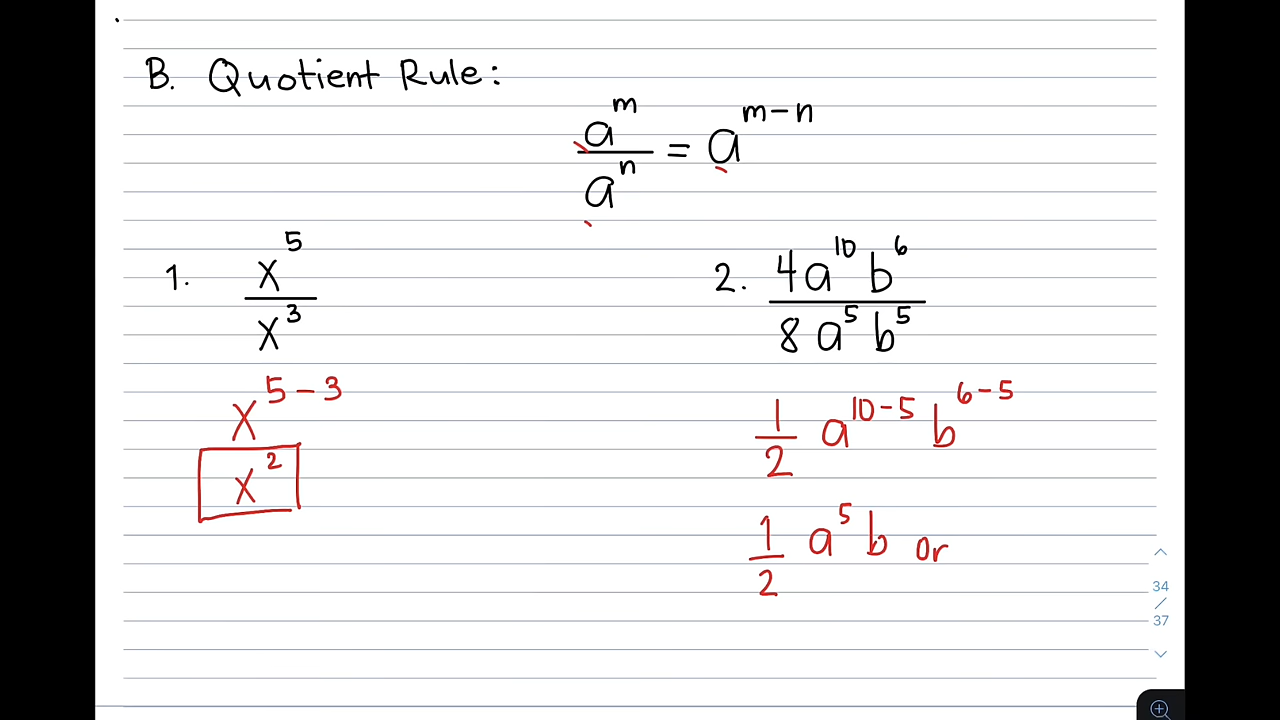 B. Quotient Rule:
a^m / a^n = a^(m-n)
1. x^5 / x^3
x^(5-3)
x^2
2. 4a^10 b^6 / 8a^5 b^5
1/2 a^(10-5) b^(6-5)
1/2 a^5 b or
34
/
37